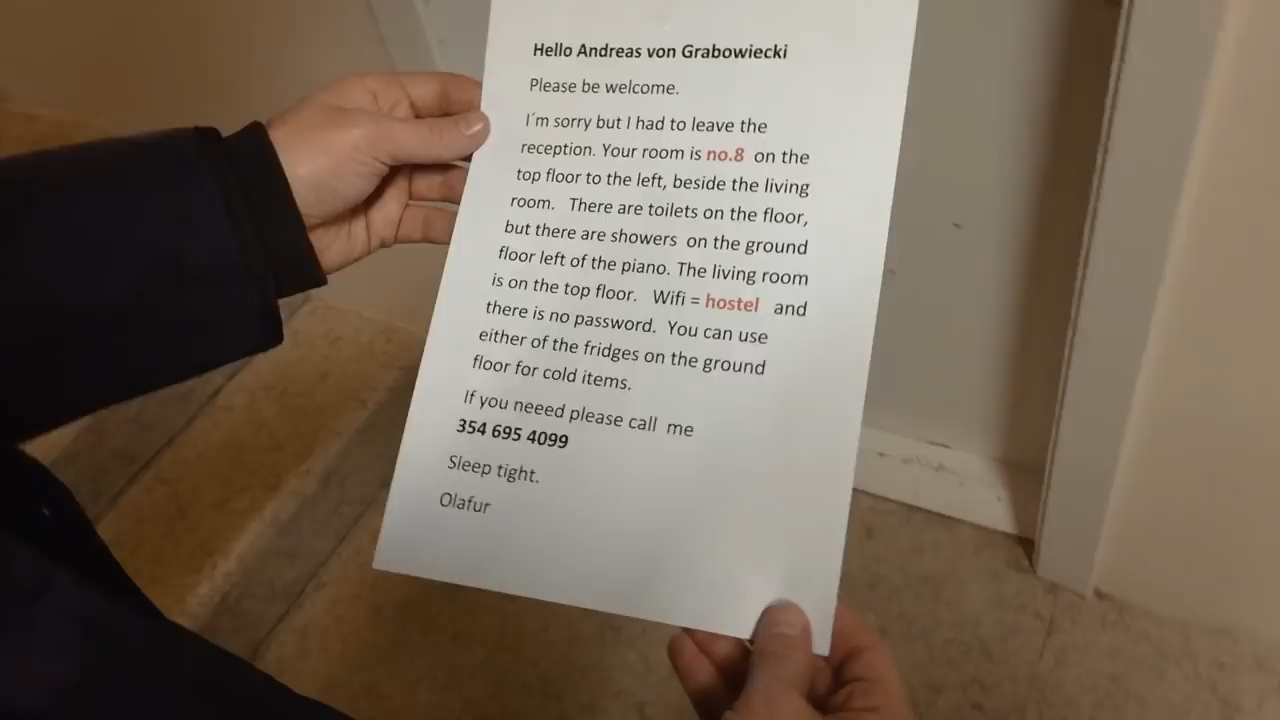 Hello Andreas von Grabowiecki
Please be welcome.
I´m sorry but I had to leave the
reception. Your room is no.8 on the
top floor to the left, beside the living
room. There are toilets on the floor,
but there are showers on the ground
floor left of the piano. The living room
is on the top floor. Wifi = hostel and
there is no password. You can use
either of the fridges on the ground
floor for cold items.
If you neeed please call me
354 695 4099
Sleep tight.
Olafur